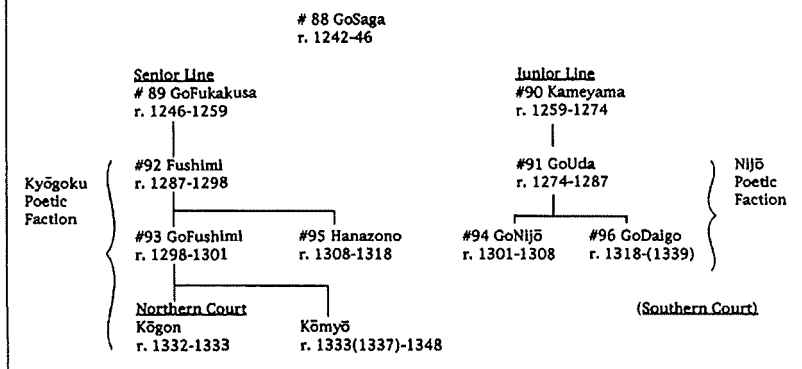 # 88 GoSaga
r. 1242-46
Senior Line
# 89 GoFukakusa
r. 1246-1259
Junior Line
#90 Kameyama
r. 1259-1274
Kyōgoku
Poetic
Faction
#92 Fushimi
r. 1287-1298
#91 GoUda
r. 1274-1287
Nijō
Poetic
Faction
#93 GoFushimi
r. 1298-1301
#95 Hanazono
r. 1308-1318
#94 GoNijō
r. 1301-1308
#96 GoDaigo
r. 1318-(1339)
Northern Court
Kōgon
r. 1332-1333
Kōmyō
r. 1333(1337)-1348
(Southern Court)